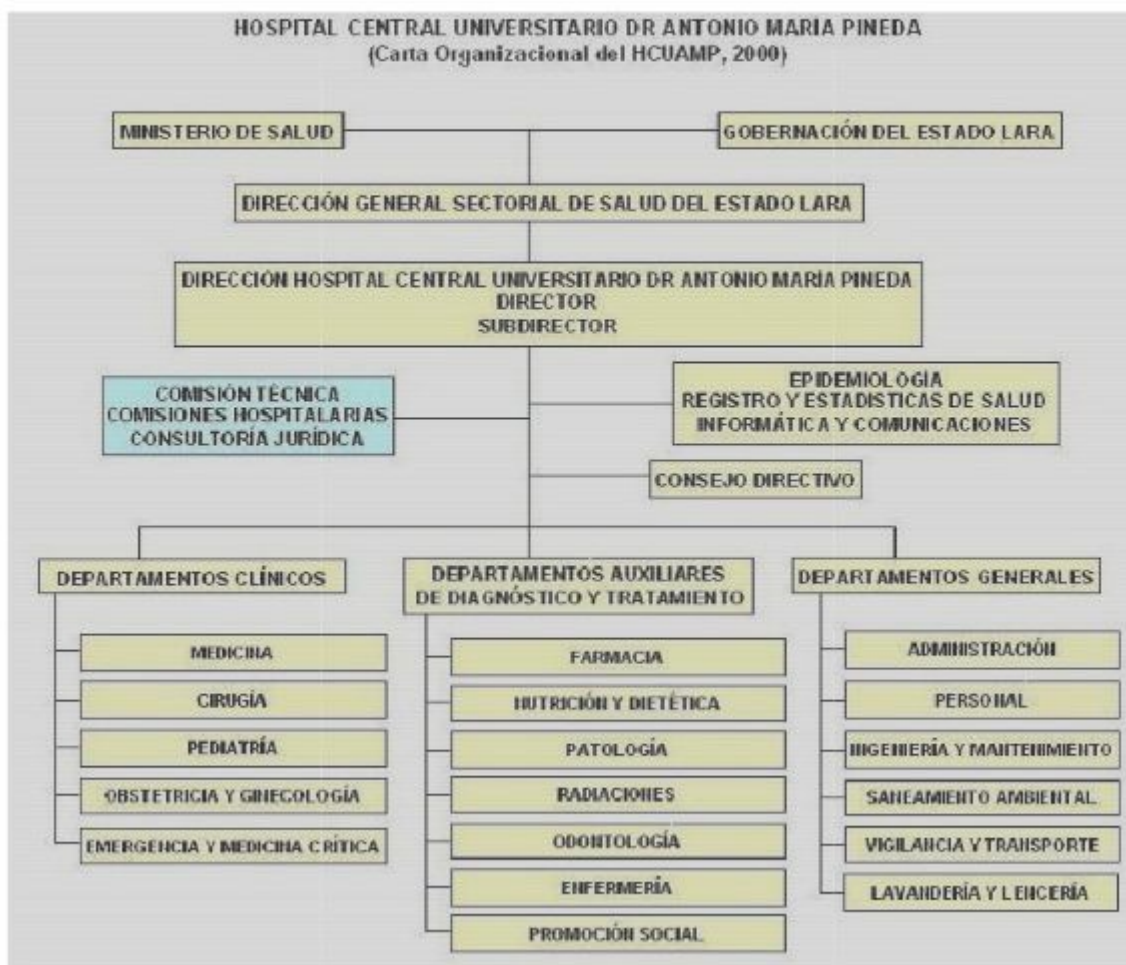 HOSPITAL CENTRAL UNIVERSITARIO DR ANTONIO MARÍA PINEDA
(Carta Organizacional del HCUAMP, 2000)
MINISTERIO DE SALUD
GOBERNACIÓN DEL ESTADO LARA
DIRECCIÓN GENERAL SECTORIAL DE SALUD DEL ESTADO LARA
DIRECCIÓN HOSPITAL CENTRAL UNIVERSITARIO DR ANTONIO MARÍA PINEDA
DIRECTOR
SUBDIRECTOR
COMISIÓN TÉCNICA
COMISIONES HOSPITALARIAS
CONSULTORÍA JURÍDICA
EPIDEMIOLOGÍA
REGISTRO Y ESTADISTICAS DE SALUD
INFORMÁTICA Y COMUNICACIONES
CONSEJO DIRECTIVO
DEPARTAMENTOS CLÍNICOS
MEDICINA
CIRUGÍA
PEDIATRÍA
OBSTETRICIA Y GINECOLOGÍA
EMERGENCIA Y MEDICINA CRÍTICA
DEPARTAMENTOS AUXILIARES
DE DIAGNÓSTICO Y TRATAMIENTO
FARMACIA
NUTRICIÓN Y DIETÉTICA
PATOLOGÍA
RADIACIONES
ODONTOLOGÍA
ENFERMERÍA
PROMOCIÓN SOCIAL
DEPARTAMENTOS GENERALES
ADMINISTRACIÓN
PERSONAL
INGENIERÍA Y MANTENIMIENTO
SANEAMIENTO AMBIENTAL
VIGILANCIA Y TRANSPORTE
LAVANDERÍA Y LENCERÍA